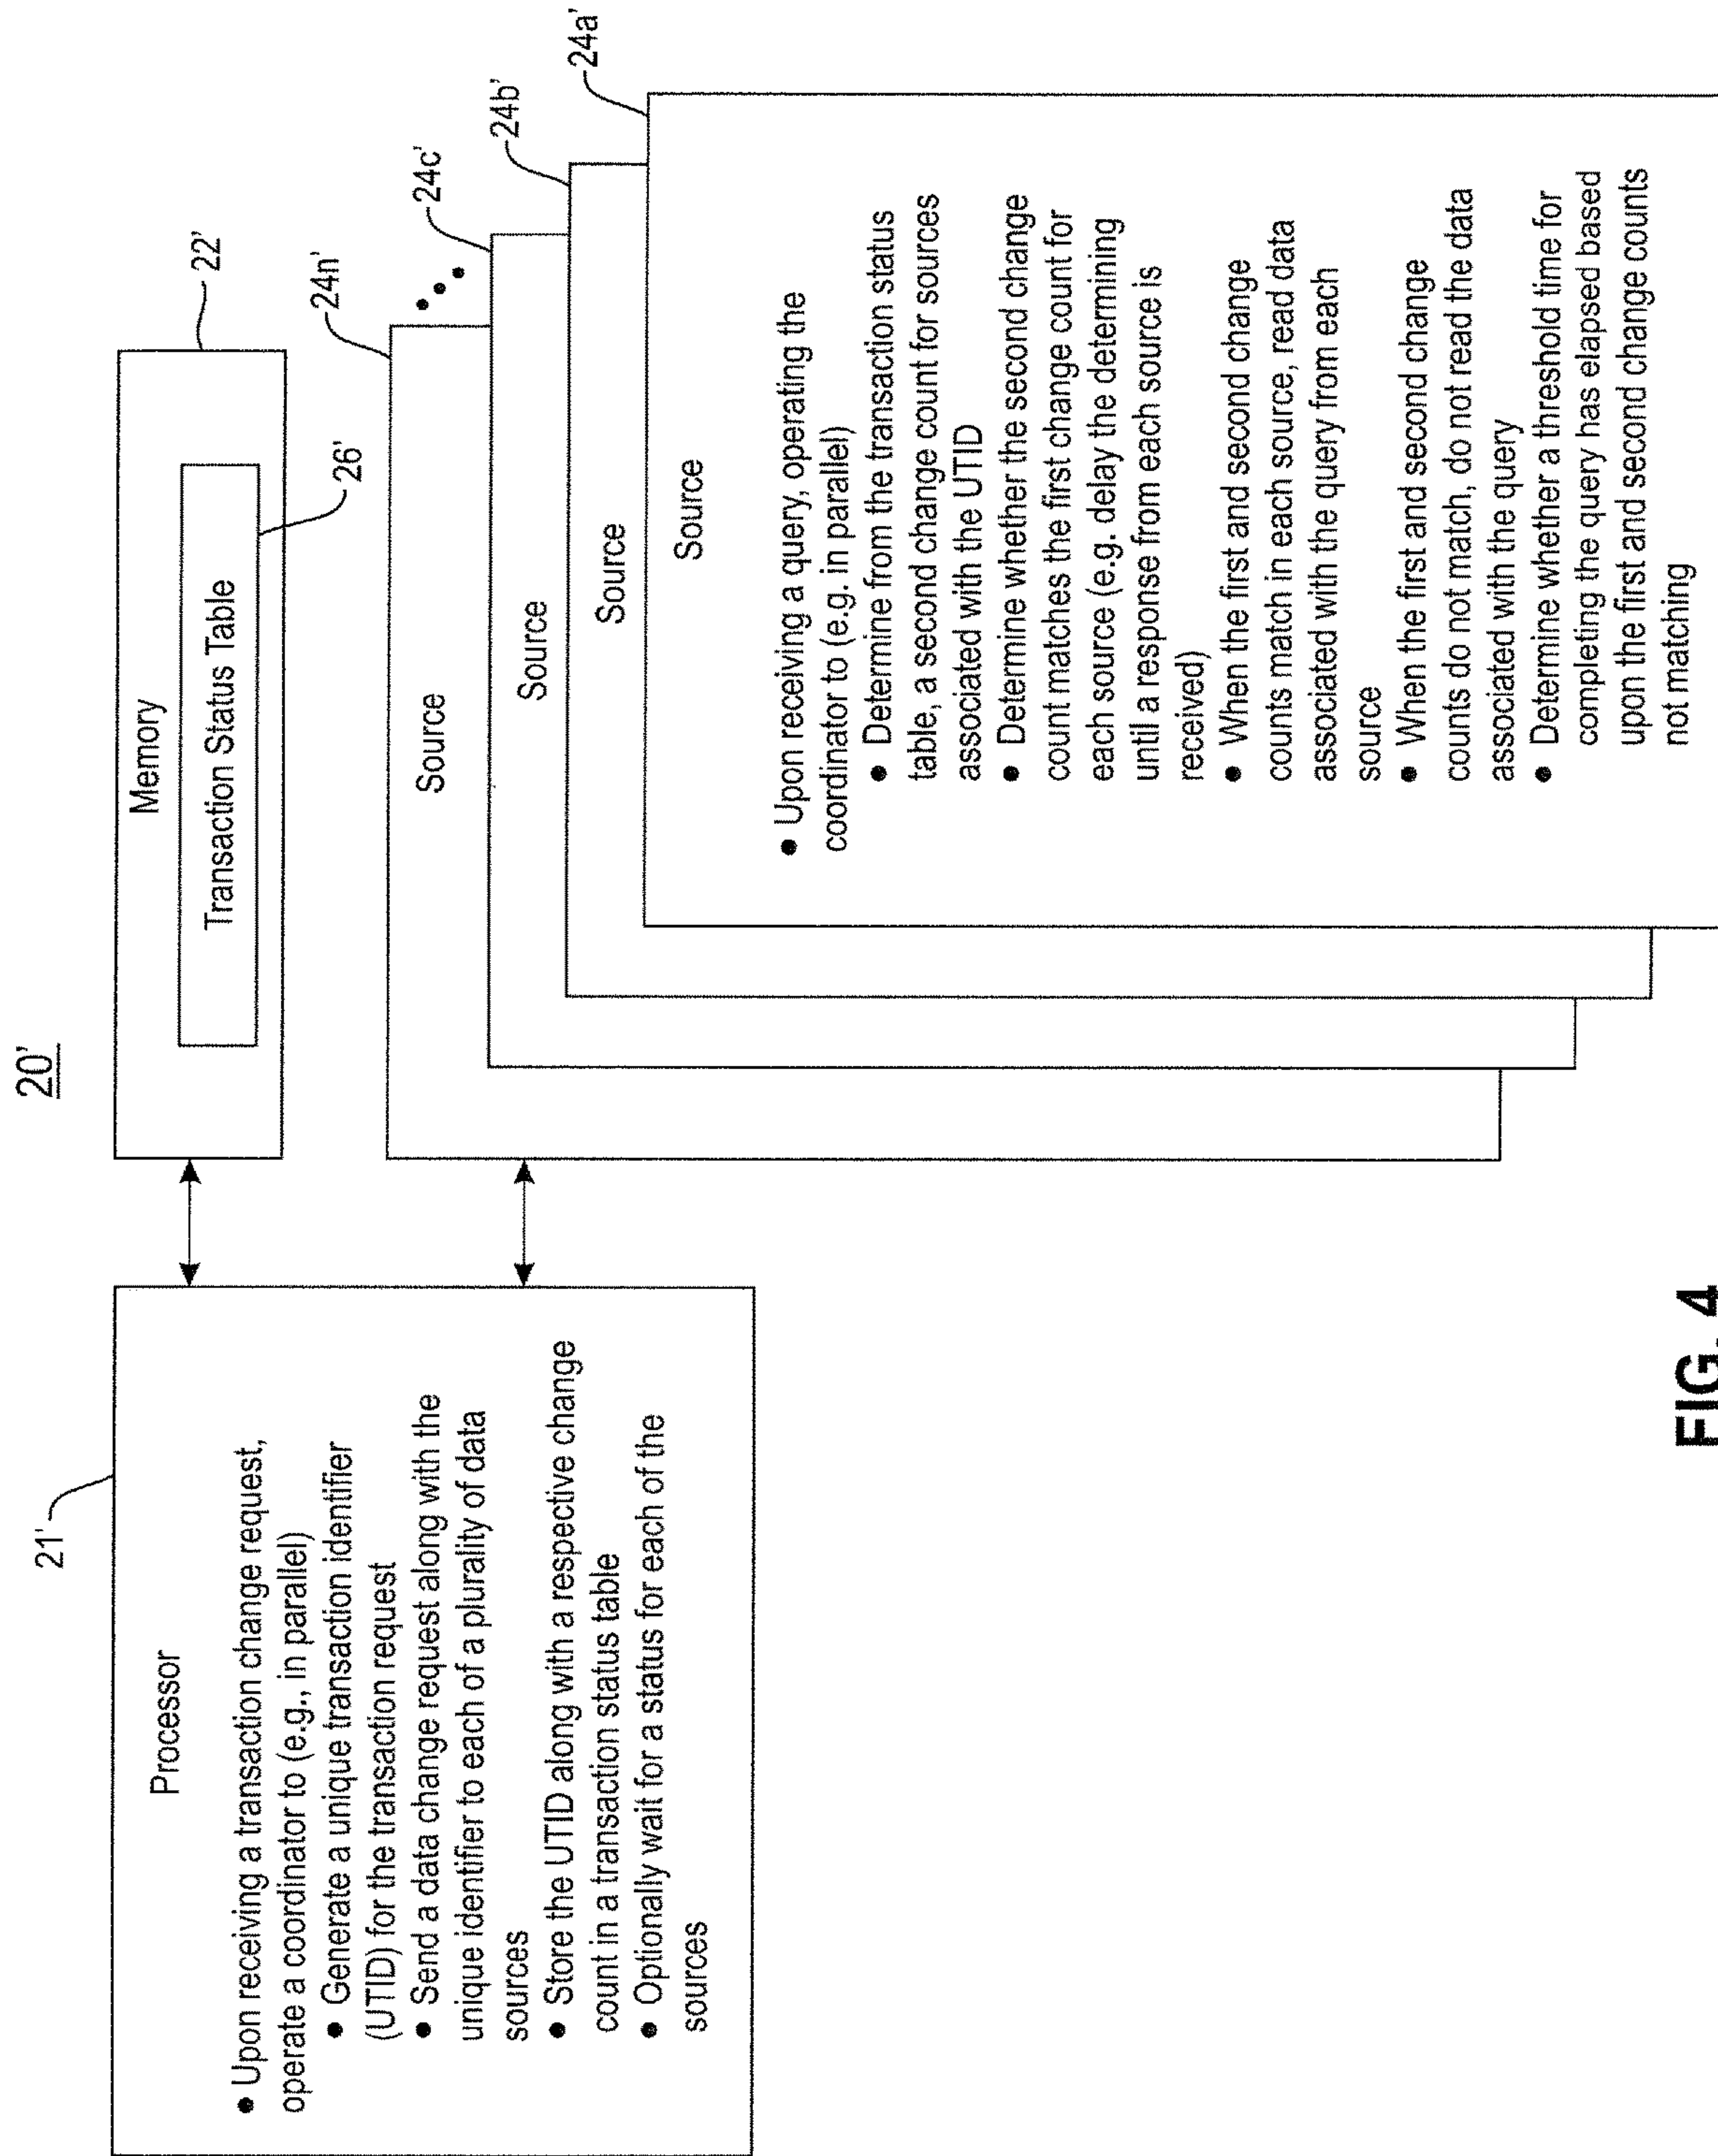 20'
21'
Processor
• Upon receiving a transaction change request,
operate a coordinator to (e.g., in parallel)
• Generate a unique transaction identifier
(UTID) for the transaction request
• Send a data change request along with the
unique identifier to each of a plurality of data
sources
• Store the UTID along with a respective change
count in a transaction status table
• Optionally wait for a status for each of the
sources
Memory
22'
Transaction Status Table
26'
Source
24n'
Source
24c'
Source
24b'
Source
24a'
• Upon receiving a query, operating the
coordinator to (e.g. in parallel)
• Determine from the transaction status
table, a second change count for sources
associated with the UTID
• Determine whether the second change
count matches the first change count for
each source (e.g. delay the determining
until a response from each source is
received)
• When the first and second change
counts match in each source, read data
associated with the query from each
source
• When the first and second change
counts do not match, do not read the data
associated with the query
• Determine whether a threshold time for
completing the query has elapsed based
upon the first and second change counts
not matching
FIG. 4